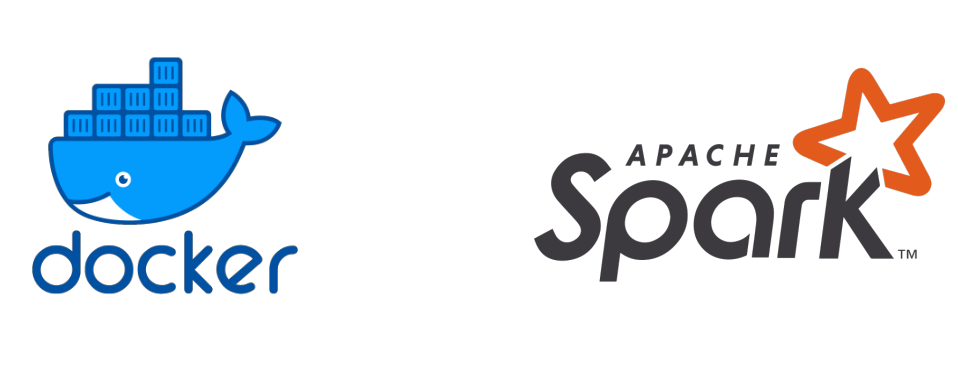 docker
APACHE
Spark
TM